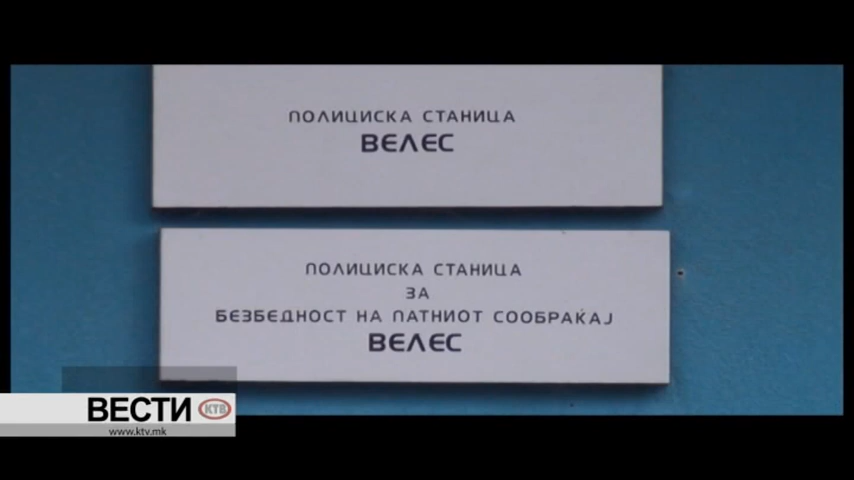 ПОЛИЦИСКА СТАНИЦА
ВЕЛЕС
ПОЛИЦИСКА СТАНИЦА
ЗА
БЕЗБЕДНОСТ НА ПАТНИОТ СООБРАЌАЈ
ВЕЛЕС
ВЕСТИ КТВ
www.ktv.mk